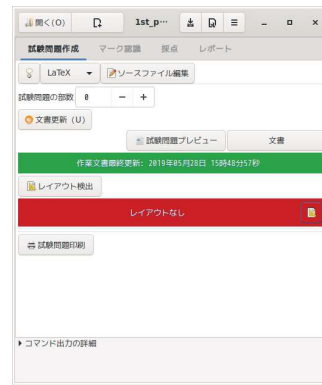 開く(O) 1st_p…
試験問題作成 マーク認識 採点 レポート
LaTeX ソースファイル編集
試験問題の部数 0 − +
文書更新 (U)
試験問題プレビュー 文書
作業文書最終更新: 2019年05月28日 15時48分57秒
レイアウト検出
レイアウトなし
試験問題印刷
コマンド出力の詳細